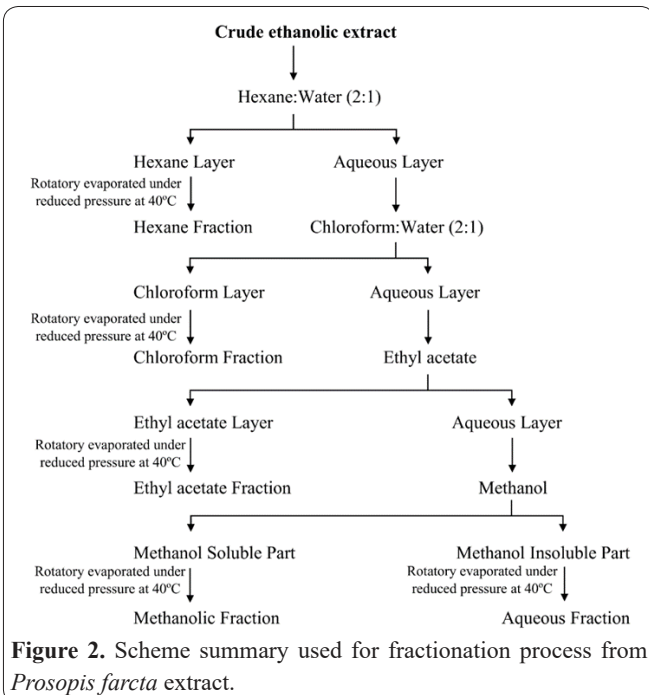 Crude ethanolic extract
Hexane:Water (2:1)
Hexane Layer
Aqueous Layer
Rotatory evaporated under
reduced pressure at 40ºC
Hexane Fraction
Chloroform:Water (2:1)
Chloroform Layer
Aqueous Layer
Rotatory evaporated under
reduced pressure at 40ºC
Chloroform Fraction
Ethyl acetate
Ethyl acetate Layer
Aqueous Layer
Rotatory evaporated under
reduced pressure at 40ºC
Ethyl acetate Fraction
Methanol
Methanol Soluble Part
Methanol Insoluble Part
Rotatory evaporated under
reduced pressure at 40ºC
Rotatory evaporated under
reduced pressure at 40ºC
Methanolic Fraction
Aqueous Fraction
Figure 2. Scheme summary used for fractionation process from
Prosopis farcta extract.